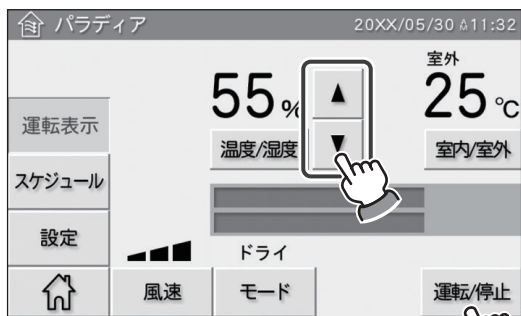 パラディア 20XX/05/30 11:32
室外
55% ▲ 25℃
運転表示
温度/湿度 ▼ 室内/室外
スケジュール
設定
ドライ
風速 モード 運転/停止